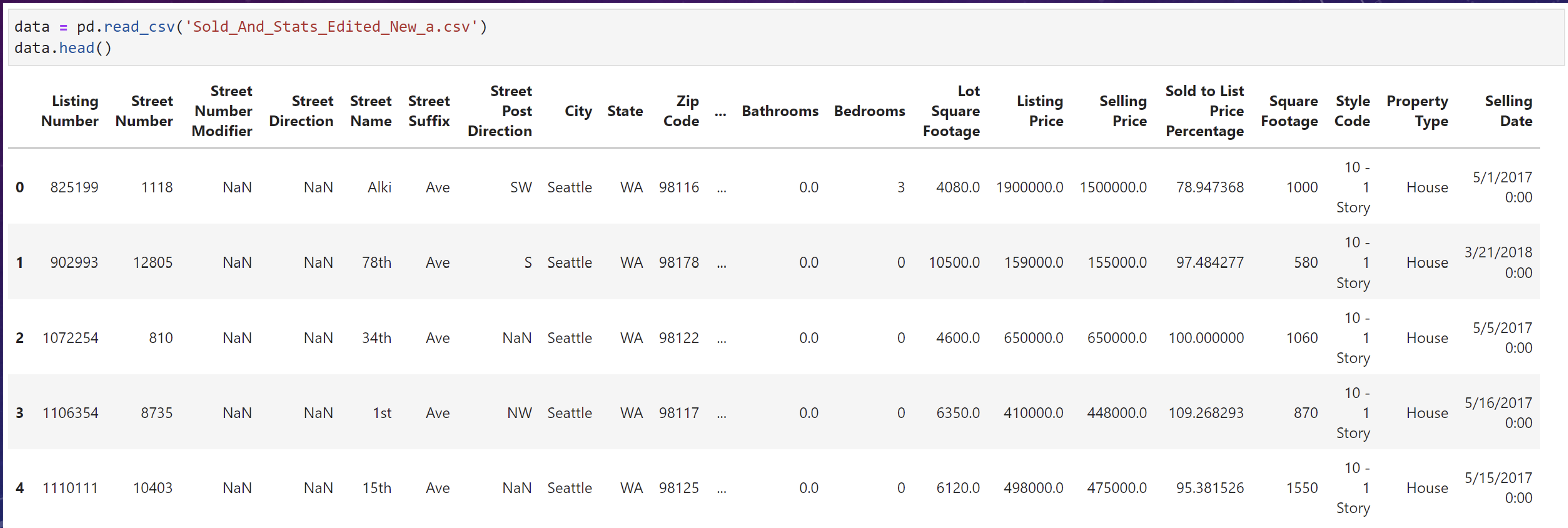 data = pd.read_csv('Sold_And_Stats_Edited_New_a.csv')
data.head()
Listing Number Street Number Street Number Modifier Street Direction Street Name Street Suffix Street Post Direction City State Zip Code ... Bathrooms Bedrooms Lot Square Footage Listing Price Selling Price Sold to List Price Percentage Square Footage Style Code Property Type Selling Date
0 825199 1118 NaN NaN Alki Ave SW Seattle WA 98116 ... 0.0 3 4080.0 1900000.0 1500000.0 78.947368 1000 10 - 1 Story House 5/1/2017 0:00
1 902993 12805 NaN NaN 78th Ave S Seattle WA 98178 ... 0.0 0 10500.0 159000.0 155000.0 97.484277 580 10 - 1 Story House 3/21/2018 0:00
2 1072254 810 NaN NaN 34th Ave NaN Seattle WA 98122 ... 0.0 0 4600.0 650000.0 650000.0 100.000000 1060 10 - 1 Story House 5/5/2017 0:00
3 1106354 8735 NaN NaN 1st Ave NW Seattle WA 98117 ... 0.0 0 6350.0 410000.0 448000.0 109.268293 870 10 - 1 Story House 5/16/2017 0:00
4 1110111 10403 NaN NaN 15th Ave NaN Seattle WA 98125 ... 0.0 0 6120.0 498000.0 475000.0 95.381526 1550 10 - 1 Story House 5/15/2017 0:00